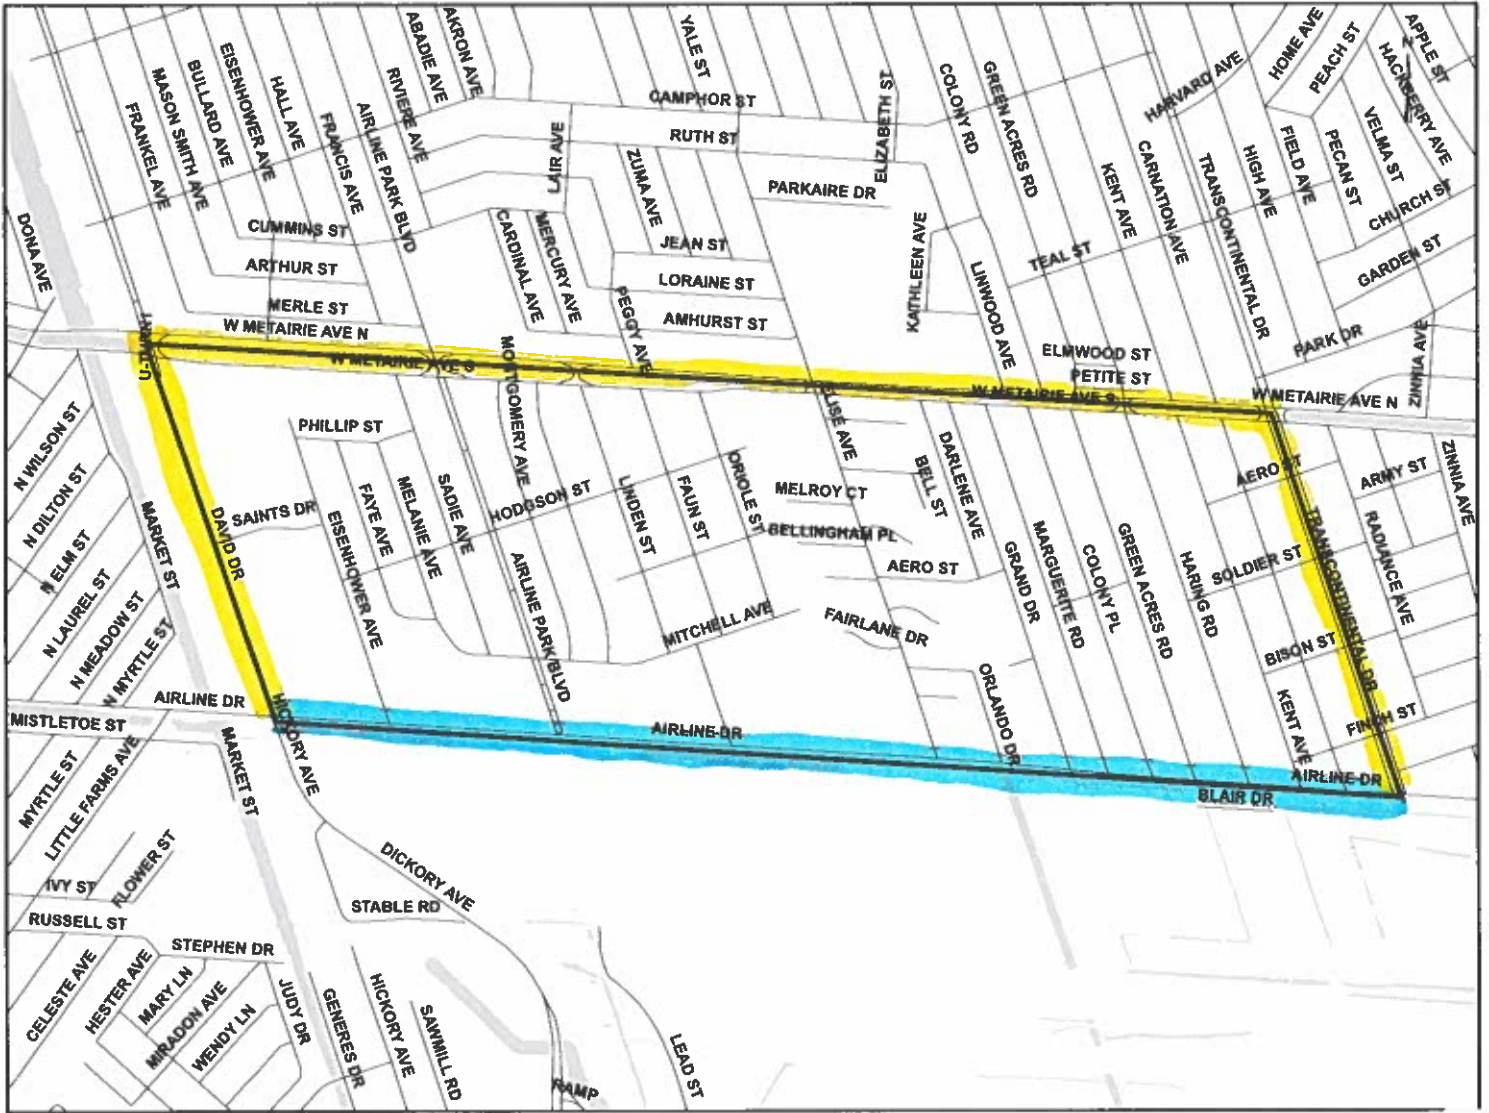 AKRON AVE
ABADIE AVE
RIVIERE AVE
YALE ST
HOME AVE
PEACH ST
APPLE ST
N
HACKBERRY AVE
EISENHOWER AVE
BULLARD AVE
MASON SMITH AVE
FRANKEL AVE
HALL AVE
FRANCIS AVE
AIRLINE PARK BLVD
CAMPHOR ST
RUTH ST
LAIR AVE
ZUMA AVE
ELIZABETH ST
COLONY RD
GREEN ACRES RD
HARVARD AVE
PARKAIRE DR
KENT AVE
CARNATION AVE
TRANSCONTINENTAL DR
HIGH AVE
FIELD AVE
PECAN ST
VELMA ST
CHURCH ST
GARDEN ST
DONA AVE
CUMMINS ST
ARTHUR ST
MERLE ST
CARDINAL AVE
MERCURY AVE
JEAN ST
LORAINE ST
AMHURST ST
PEGGY AVE
KATHLEEN AVE
LINWOOD AVE
TEAL ST
PARK DR
ZINNIA AVE
U-TURN
W METAIRIE AVE N
W METAIRIE AVE S
ELMWOOD ST
PETITE ST
W METAIRIE AVE S
W METAIRIE AVE N
MONTGOMERY AVE
ELISE AVE
PHILLIP ST
N WILSON ST
N DILTON ST
N ELM ST
N LAUREL ST
N MEADOW ST
N MYRTLE ST
MARKET ST
DAVID DR
SAINTS DR
EISENHOWER AVE
FAYE AVE
MELANIE AVE
SADIE AVE
HODGSON ST
LINDEN ST
FAUN ST
ORIOLE ST
MELROY CT
BELLINGHAM PL
BELL ST
DARLENE AVE
AERO ST
AERO ST
ARMY ST
ZINNIA AVE
RADIANCE AVE
TRANSCONTINENTAL DR
SOLDIER ST
AIRLINE PARK BLVD
MITCHELL AVE
FAIRLANE DR
GRAND DR
MARGUERITE RD
COLONY PL
GREEN ACRES RD
HARING RD
BISON ST
KENT AVE
FINCH ST
ORLANDO DR
AIRLINE DR
MISTLETOE ST
HICKORY AVE
AIRLINE DR
AIRLINE DR
BLAIR DR
MYRTLE ST
LITTLE FARMS AVE
MARKET ST
FLOWER ST
IVY ST
RUSSELL ST
STEPHEN DR
DICKORY AVE
STABLE RD
CELESTE AVE
HESTER AVE
MARY LN
MIRADON AVE
WENDY LN
JUDY DR
GENERES DR
HICKORY AVE
SAWMILL RD
RAMP
LEAD ST